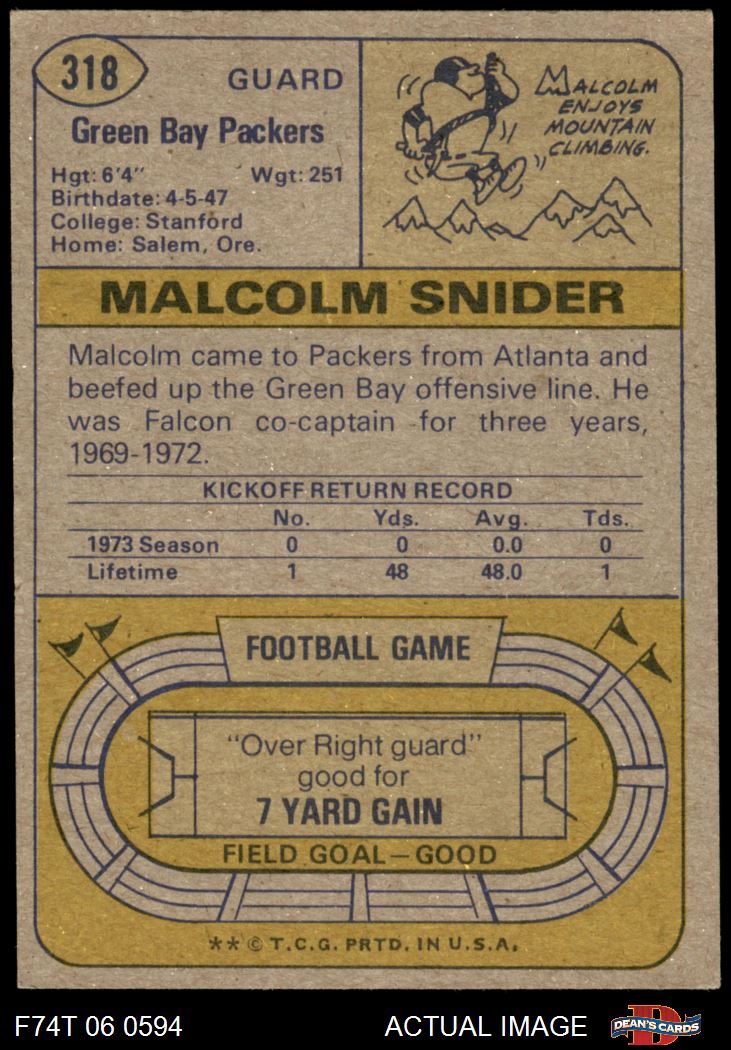 318
GUARD
Green Bay Packers
Hgt: 6'4" Wgt: 251
Birthdate: 4-5-47
College: Stanford
Home: Salem, Ore.
MALCOLM
ENJOYS
MOUNTAIN
CLIMBING.
MALCOLM SNIDER
Malcolm came to Packers from Atlanta and
beefed up the Green Bay offensive line. He
was Falcon co-captain for three years,
1969-1972.
KICKOFF RETURN RECORD
No. Yds. Avg. Tds.
1973 Season 0 0 0.0 0
Lifetime 1 48 48.0 1
FOOTBALL GAME
"Over Right guard"
good for
7 YARD GAIN
FIELD GOAL—GOOD
** © T.C.G. PRTD. IN U.S.A.
F74T 06 0594 ACTUAL IMAGE
D
DEAN'S CARDS